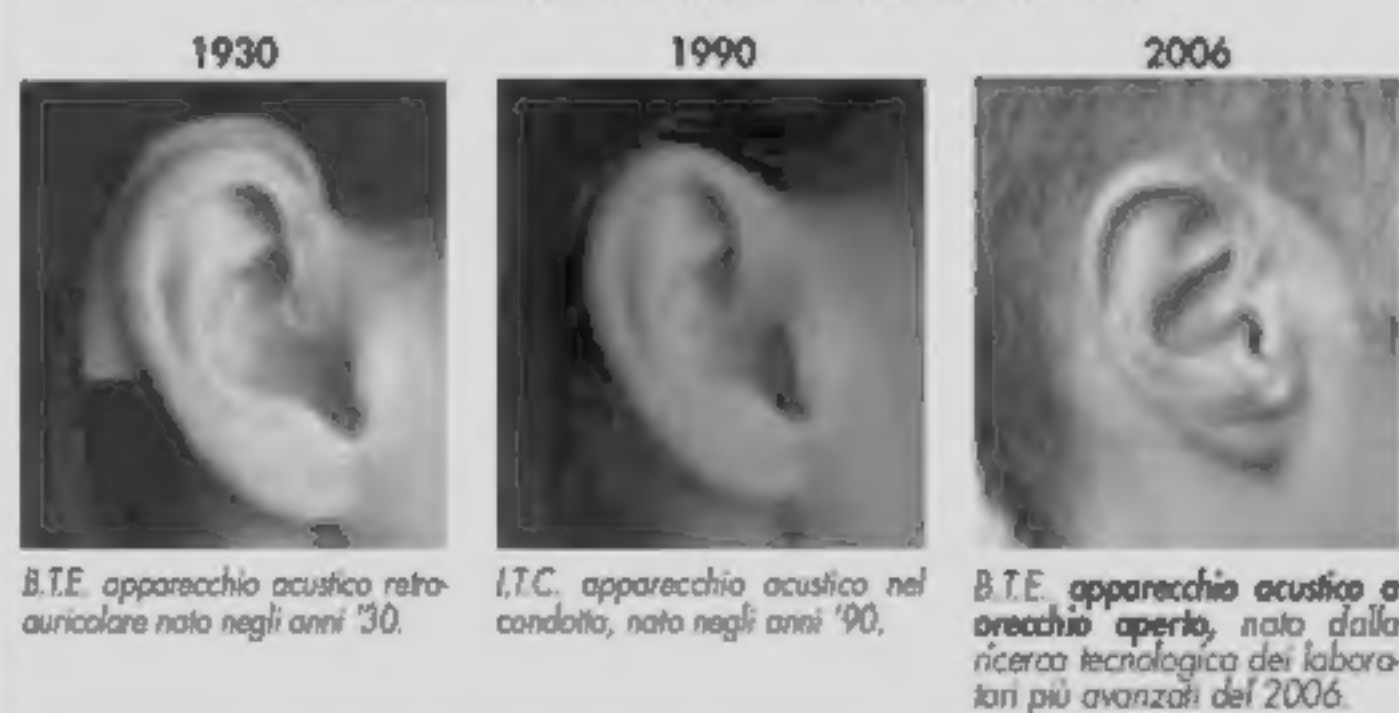 1930
1990
2006
B.T.E. apparecchio acustico retro-
auricolare nato negli anni '30.
I.T.C. apparecchio acustico nel
condotto, nato negli anni '90.
B.T.E. apparecchio acustico a
orecchio aperto, nato dalla
ricerca tecnologica dei labora-
tori più avanzati del 2006.